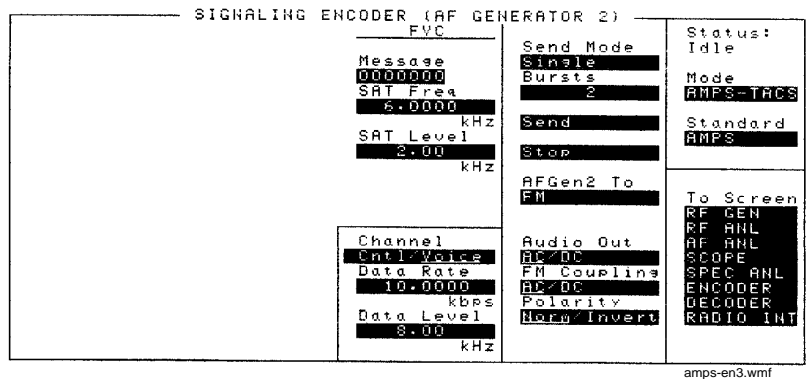 SIGNALING ENCODER (AF GENERATOR 2)
FVC
Message
0000000
SAT Freq
6.0000
kHz
SAT Level
2.00
kHz
Channel
Cntl/Voice
Data Rate
10.0000
kbps
Data Level
8.00
kHz
Send Mode
Single
Bursts
2
Send
Stop
AFGen2 To
FM
Audio Out
AC/DC
FM Coupling
AC/DC
Polarity
Norm/Invert
Status:
Idle
Mode
AMPS-TACS
Standard
AMPS
To Screen
RF GEN
RF ANL
AF ANL
SCOPE
SPEC ANL
ENCODER
DECODER
RADIO INT
amps-en3.wmf